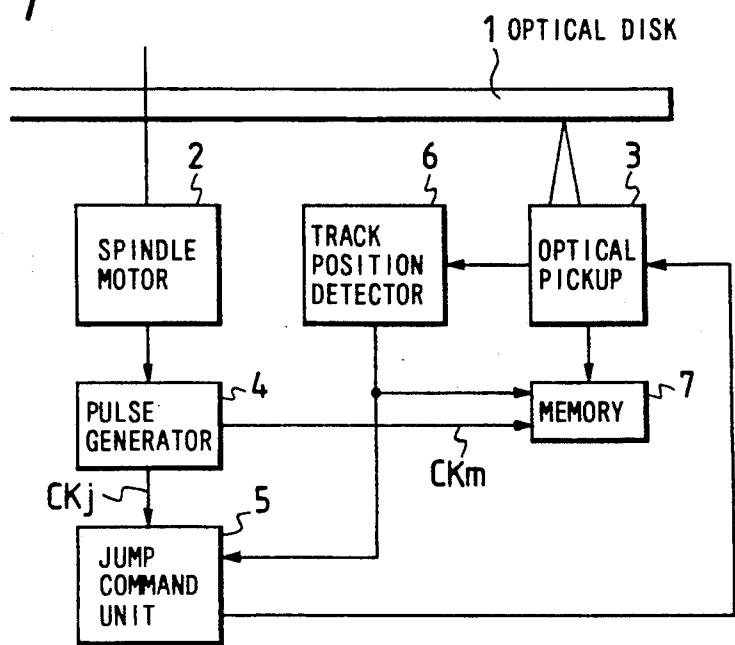 1 OPTICAL DISK
2
6
3
SPINDLE
MOTOR
TRACK
POSITION
DETECTOR
OPTICAL
PICKUP
4
7
PULSE
GENERATOR
MEMORY
CKm
CKj
5
JUMP
COMMAND
UNIT